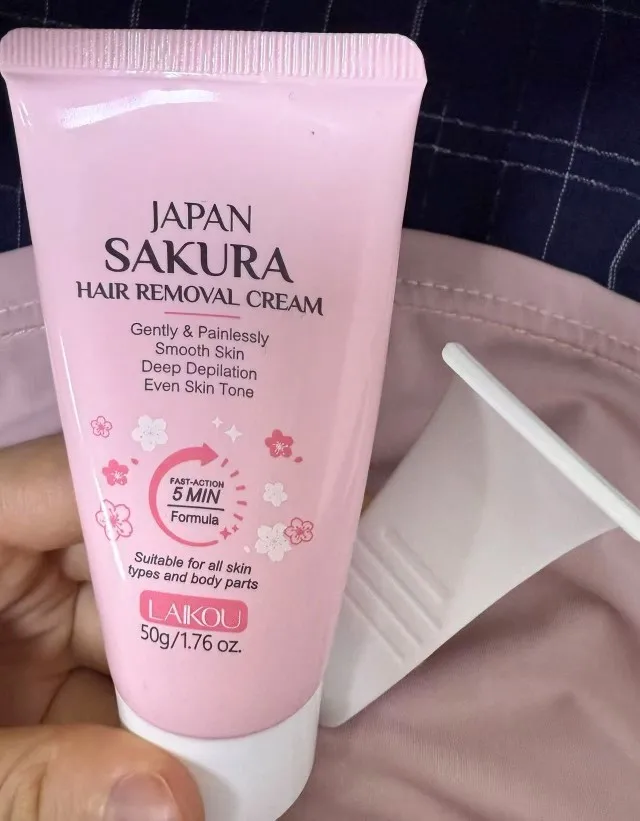 JAPAN
SAKURA
HAIR REMOVAL CREAM
Gently & Painlessly
Smooth Skin
Deep Depilation
Even Skin Tone
FAST-ACTION
5 MIN
Formula
Suitable for all skin
types and body parts
LAIKOU
50g/1.76 oz.